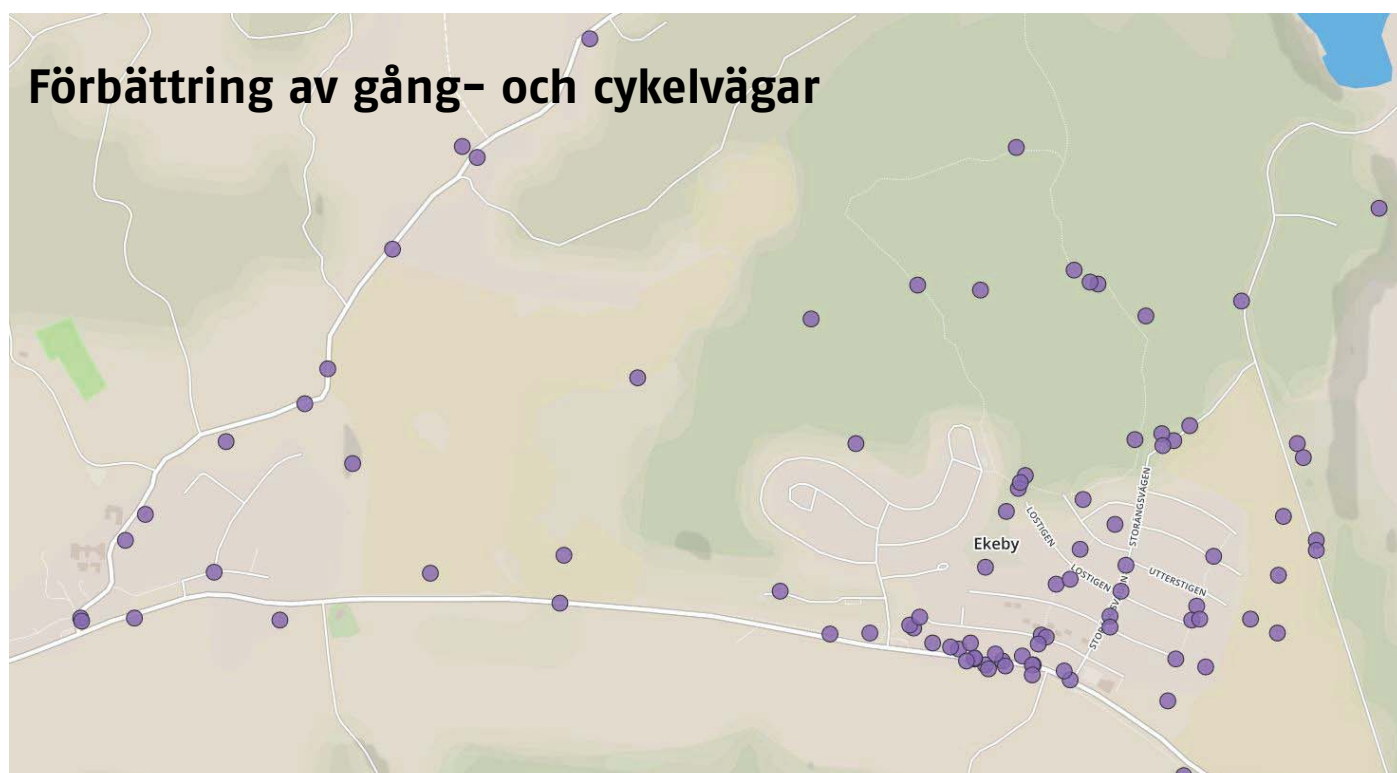 Förbättring av gång- och cykelvägar
STORÄNGSVÄGEN
LOSTIGEN
Ekeby
LOSTIGEN
UTTERSTIGEN